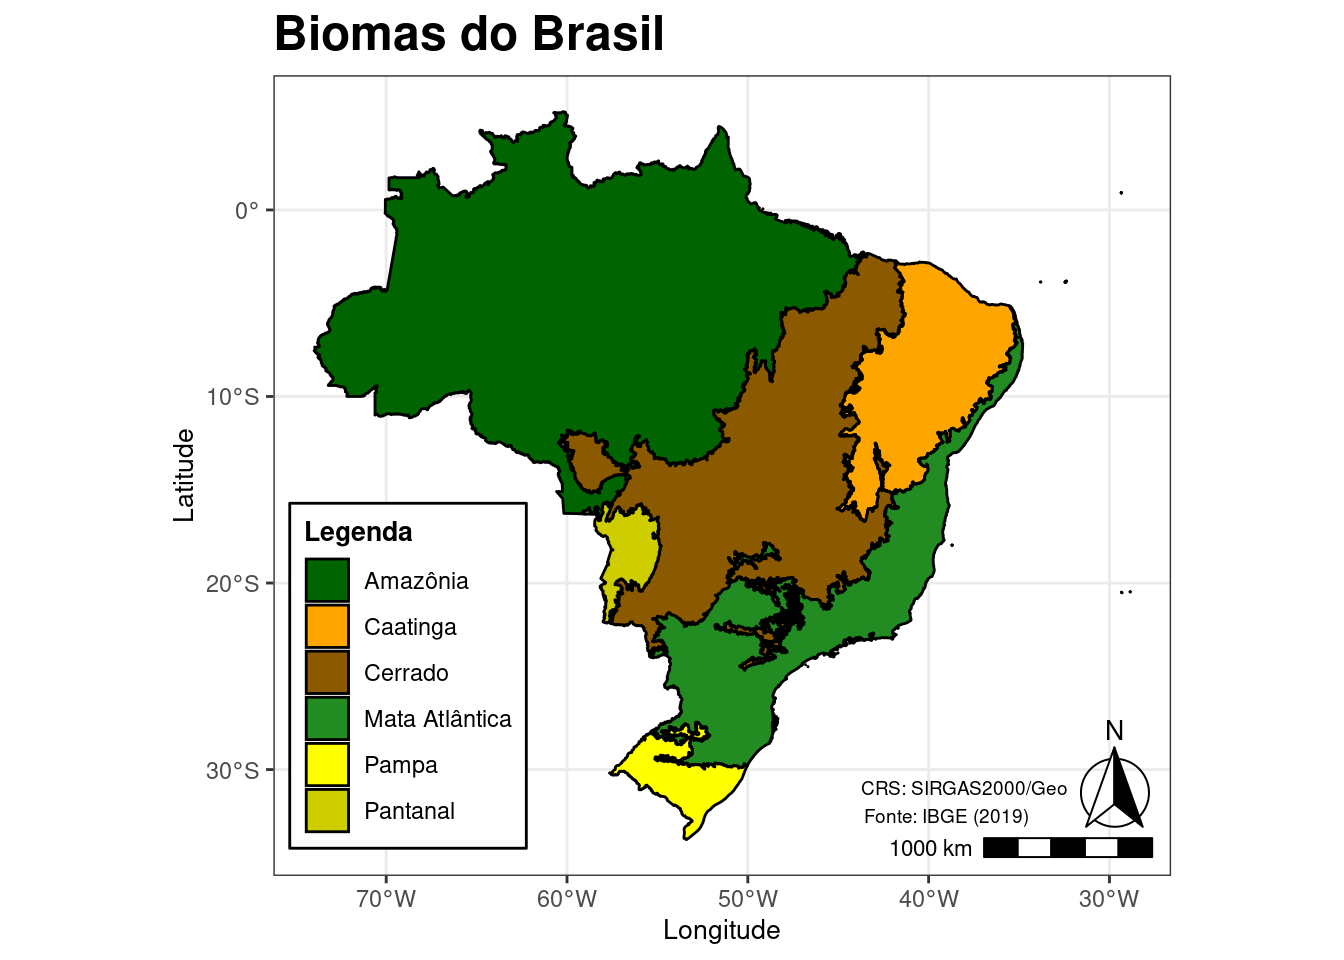 Biomas do Brasil
0°
10°S
20°S
30°S
Latitude
Legenda
Amazônia
Caatinga
Cerrado
Mata Atlântica
Pampa
Pantanal
N
CRS: SIRGAS2000/Geo
Fonte: IBGE (2019)
1000 km
70°W 60°W 50°W 40°W 30°W
Longitude